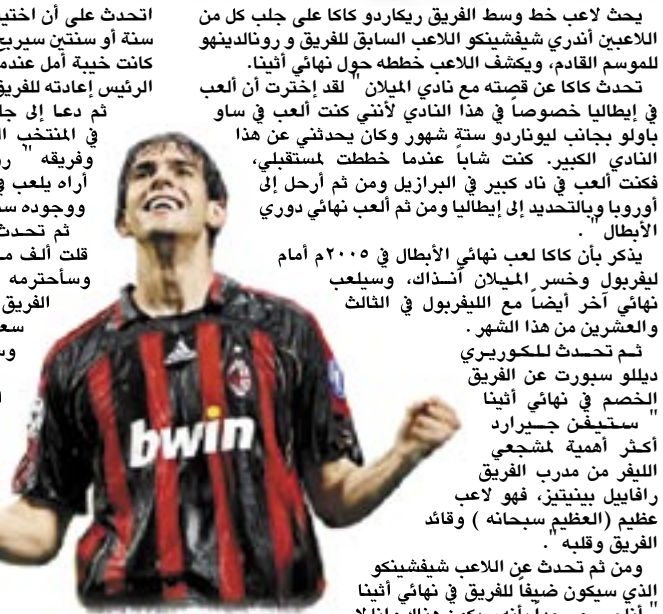 يحث لاعب خط وسط الفريق ريكاردو كاكا على جلب كل من
اللاعبين أندري شيفشينكو اللاعب السابق للفريق و رونالدينهو
للموسم القادم، ويكشف اللاعب خططه حول نهائي أثينا.
تحدث كاكا عن قصته مع نادي الميلان " لقد إخترت أن ألعب
في إيطاليا خصوصاً في هذا النادي لأنني كنت ألعب في ساو
باولو بجانب ليوناردو ستة شهور وكان يحدثني عن هذا
النادي الكبير. كنت شاباً عندما خططت لمستقبلي،
فكنت ألعب في ناد كبير في البرازيل ومن ثم أرحل إلى
أوروبا وبالتحديد إلى إيطاليا ومن ثم ألعب نهائي دوري
الأبطال " .
يذكر بأن كاكا لعب نهائي الأبطال في ٢٠٠٥م أمام
ليفربول وخسر الميلان آنذاك، وسيلعب
نهائي آخر أيضاً مع الليفربول في الثالث
والعشرين من هذا الشهر .
ثم تحدث للكوريري
ديللو سبورت عن الفريق
الخصم في نهائي أثينا
" ستيفن جيرارد
أكثر أهمية لمشجعي
الليفر من مدرب الفريق
رافاييل بينيتيز، فهو لاعب
عظيم (العظيم سبحانه ) وقائد
الفريق وقلبه ".
ومن ثم تحدث عن اللاعب شيفشينكو
الذي سيكون ضيفاً للفريق في نهائي أثينا
اتحدث على أن اختي
سنة أو سنتين سيربح
كانت خيبة أمل عندم
الرئيس إعادته للفريق
ثم دعا إلى جل
في المنتخب ال
وفريقه " رو
أراه يلعب في
ووجوده س
ثم تحدث
قلت ألف م
وسأحترمه
الفريق
سع
وس
bwin